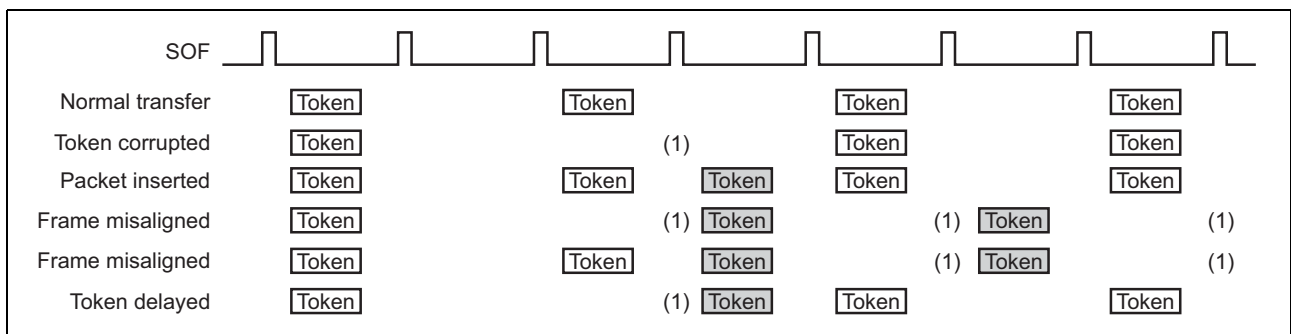 SOF
Normal transfer Token Token Token Token
Token corrupted Token (1) Token Token
Packet inserted Token Token Token Token Token
Frame misaligned Token (1) Token (1) Token (1)
Frame misaligned Token Token Token (1) Token (1)
Token delayed Token (1) Token Token Token